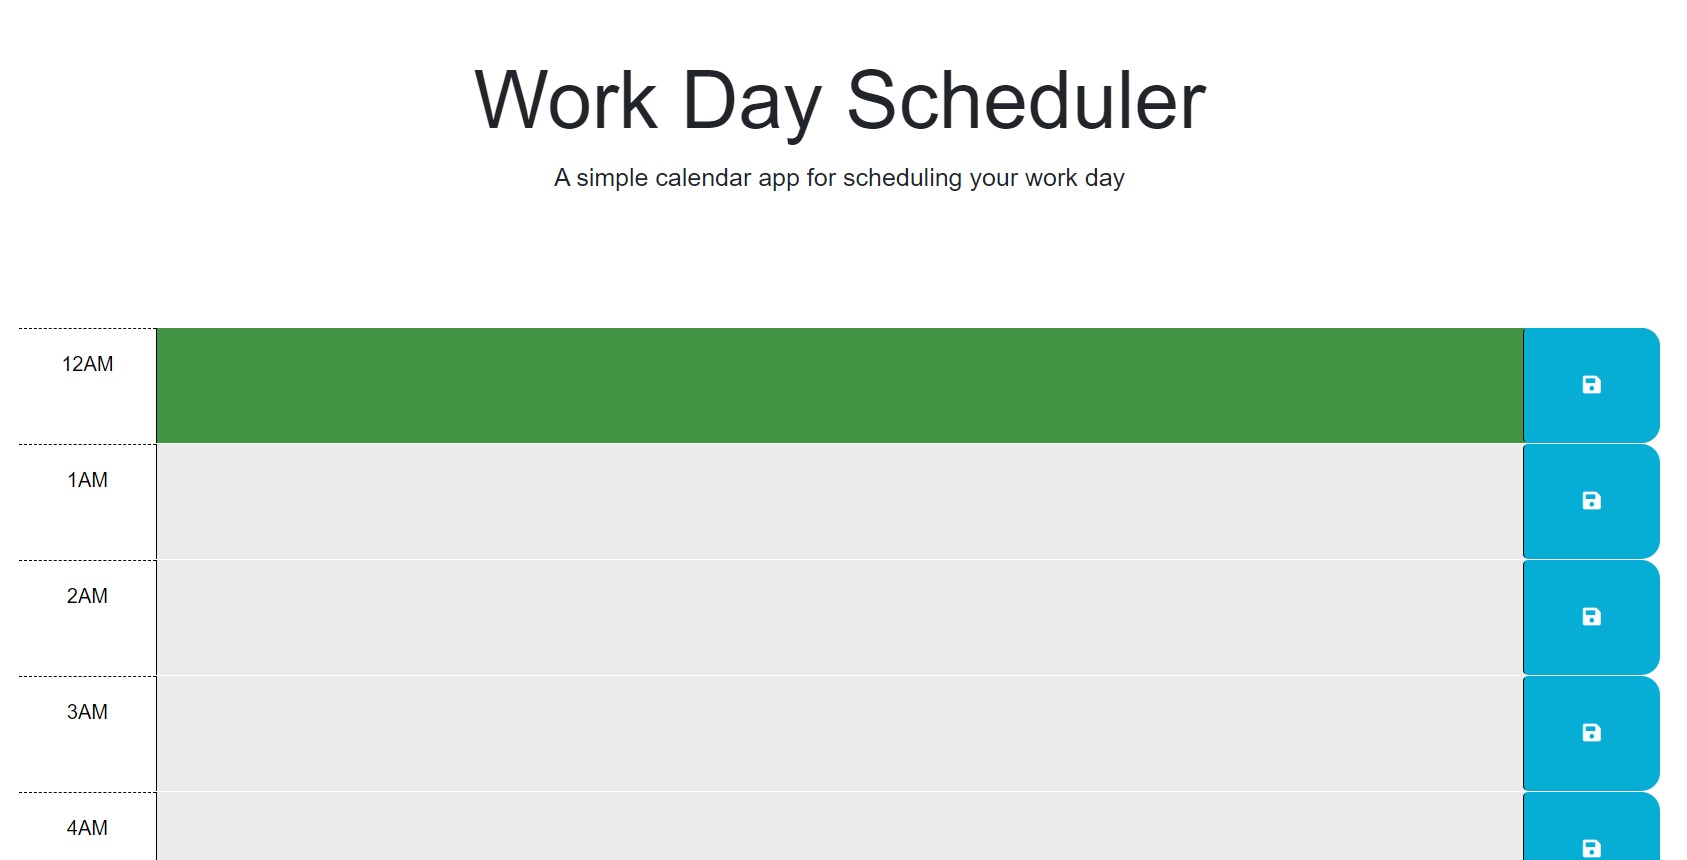 Work Day Scheduler
A simple calendar app for scheduling your work day
12AM
1AM
2AM
3AM
4AM